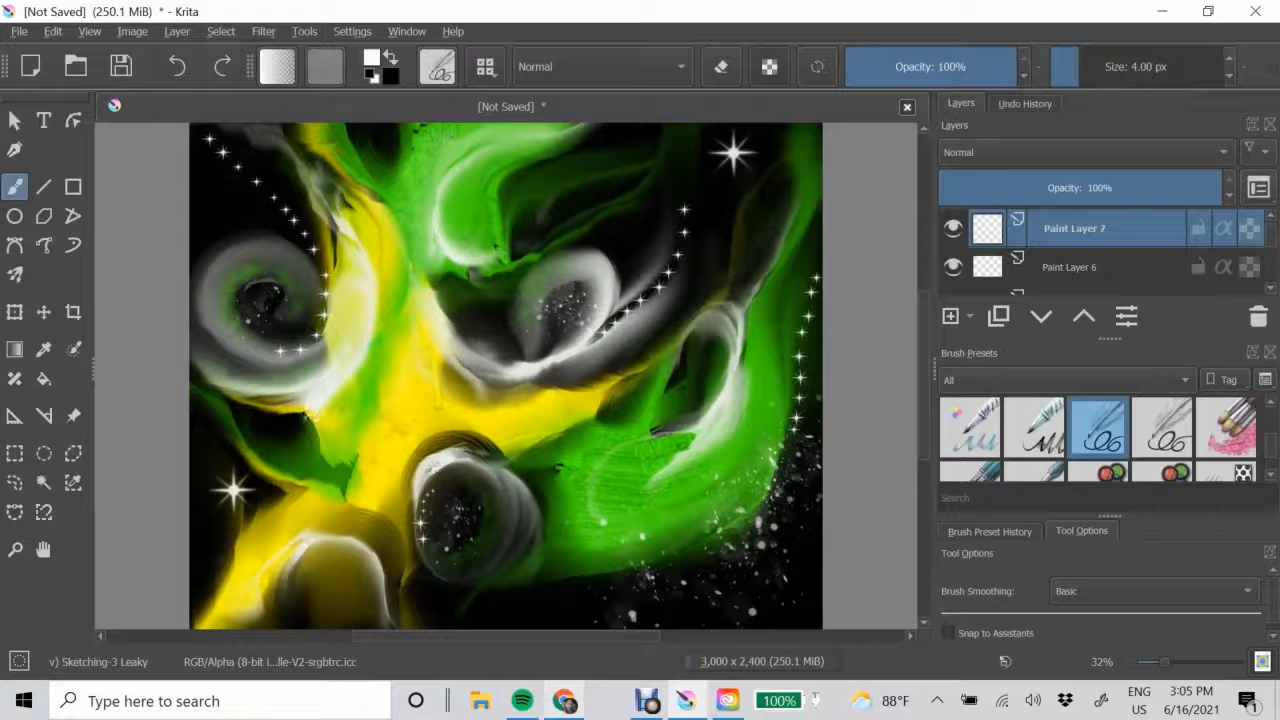 [Not Saved] (250.1 MiB) * - Krita
File Edit View Image Layer Select Filter Tools Settings Window Help
Normal
Opacity: 100%
Size: 4.00 px
[Not Saved] *
Layers
Undo History
Layers
Normal
Opacity: 100%
Paint Layer 7
Paint Layer 6
Brush Presets
All
Tag
Search
Brush Preset History
Tool Options
Tool Options
Brush Smoothing:
Basic
Snap to Assistants
v) Sketching-3 Leaky
RGB/Alpha (8-bit i...lle-V2-srgbtrc.icc
3,000 x 2,400 (250.1 MiB)
32%
Type here to search
100%
88°F
ENG
US
3:05 PM
6/16/2021
1